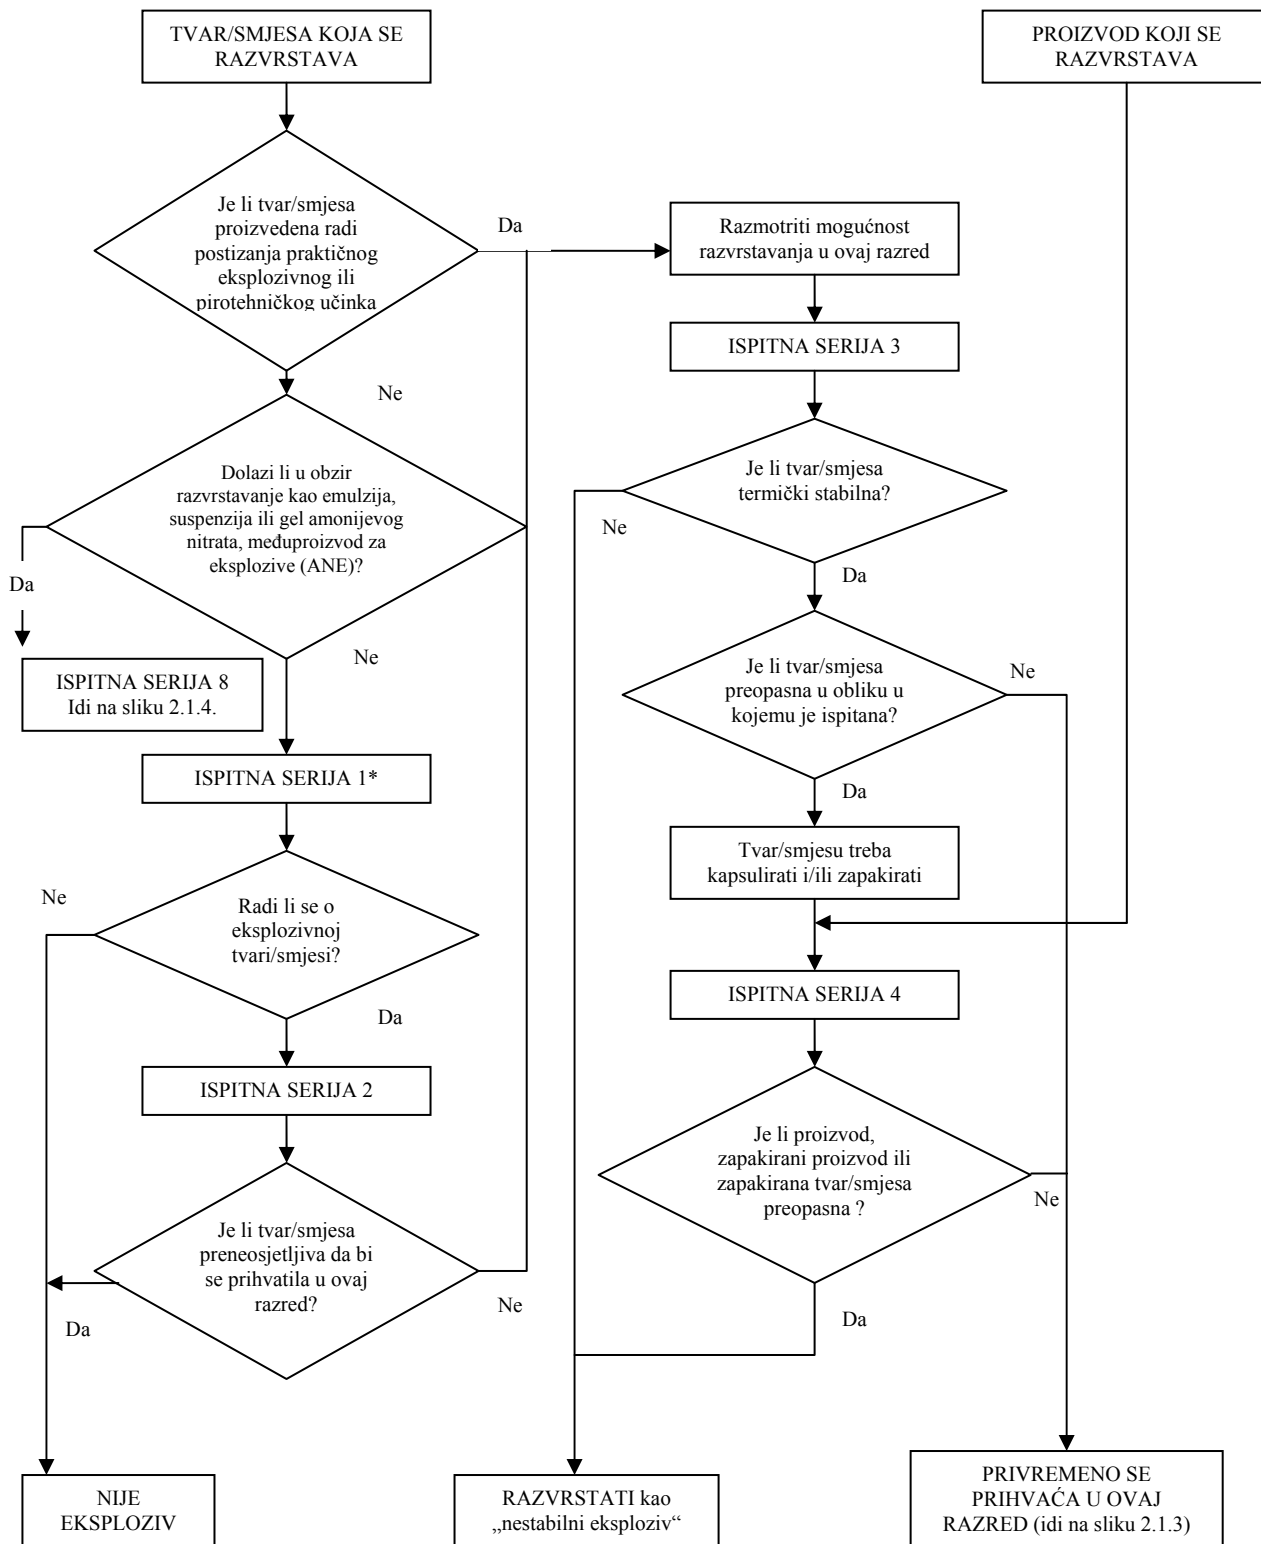 TVAR/SMJESA KOJA SE
RAZVRSTAVA
PROIZVOD KOJI SE
RAZVRSTAVA
Je li tvar/smjesa
proizvedena radi
postizanja praktičnog
eksplozivnog ili
pirotehničkog učinka
Da
Razmotriti mogućnost
razvrstavanja u ovaj razred
ISPITNA SERIJA 3
Ne
Dolazi li u obzir
razvrstavanje kao emulzija,
suspenzija ili gel amonijevog
nitrata, međuproizvod za
eksplozive (ANE)?
Da
Ne
Je li tvar/smjesa
termički stabilna?
Ne
Da
ISPITNA SERIJA 8
Idi na sliku 2.1.4.
Je li tvar/smjesa
preopasna u obliku u
kojemu je ispitana?
Ne
Da
ISPITNA SERIJA 1*
Tvar/smjesu treba
kapsulirati i/ili zapakirati
Ne
Radi li se o
eksplozivnoj
tvari/smjesi?
Da
ISPITNA SERIJA 4
ISPITNA SERIJA 2
Je li proizvod,
zapakirani proizvod ili
zapakirana tvar/smjesa
preopasna ?
Ne
Da
Je li tvar/smjesa
preneosjetljiva da bi
se prihvatila u ovaj
razred?
Ne
Da
NIJE
EKSPLOZIV
RAZVRSTATI kao
„nestabilni eksploziv“
PRIVREMENO SE
PRIHVAĆA U OVAJ
RAZRED (idi na sliku 2.1.3)